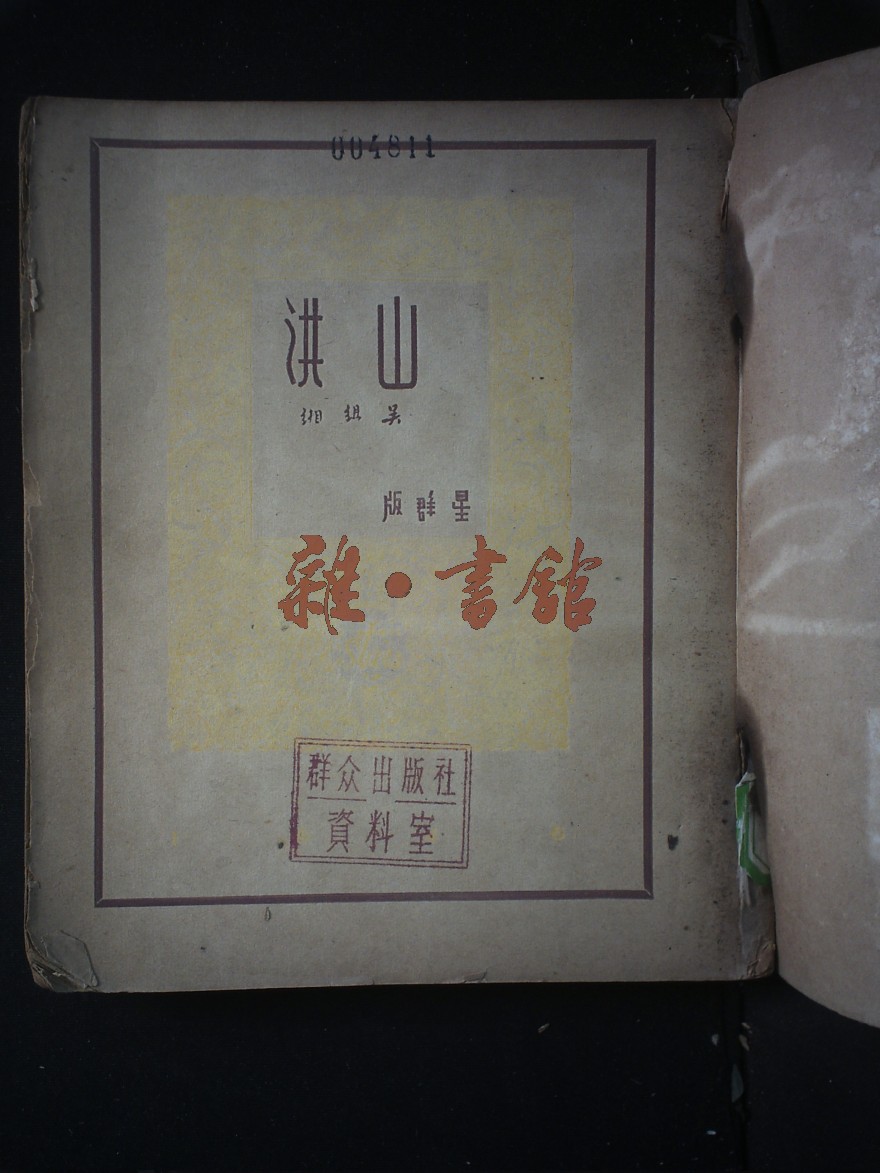 004811
山洪
吴组缃
星群版
雜·書館
群众出版社
資料室